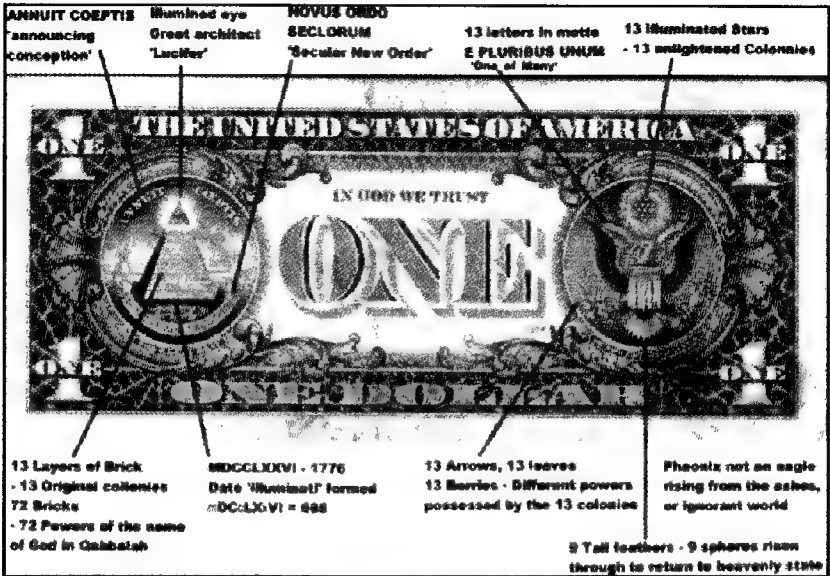 ANNUIT COEPTIS
'announcing
conception'
Illumined eye
Great architect
'Lucifer'
NOVUS ORDO
SECLORUM
'Secular New Order'
13 letters in motto
E PLURIBUS UNUM
'One of Many'
13 Illuminated Stars
- 13 enlightened Colonnies
THE UNITED STATES OF AMERICA
ONE
ONE
IN GOD WE TRUST
ONE
ONE
ONE
ONE DOLLAR
13 Layers of Brick
- 13 Original collenies
72 Bricks
- 72 Powers of the name
of God in Qabbalah
MDCCLXXVI - 1776
Date 'Illuminati' formed
13 Arrows, 13 leaves
13 Berries - Different powers
possessed by the 13 colonies
Pheonix not an eagle
rising from the ashes,
or ignorant world
9 Tail feathers - 9 spheres risen
through to return to heavenly state